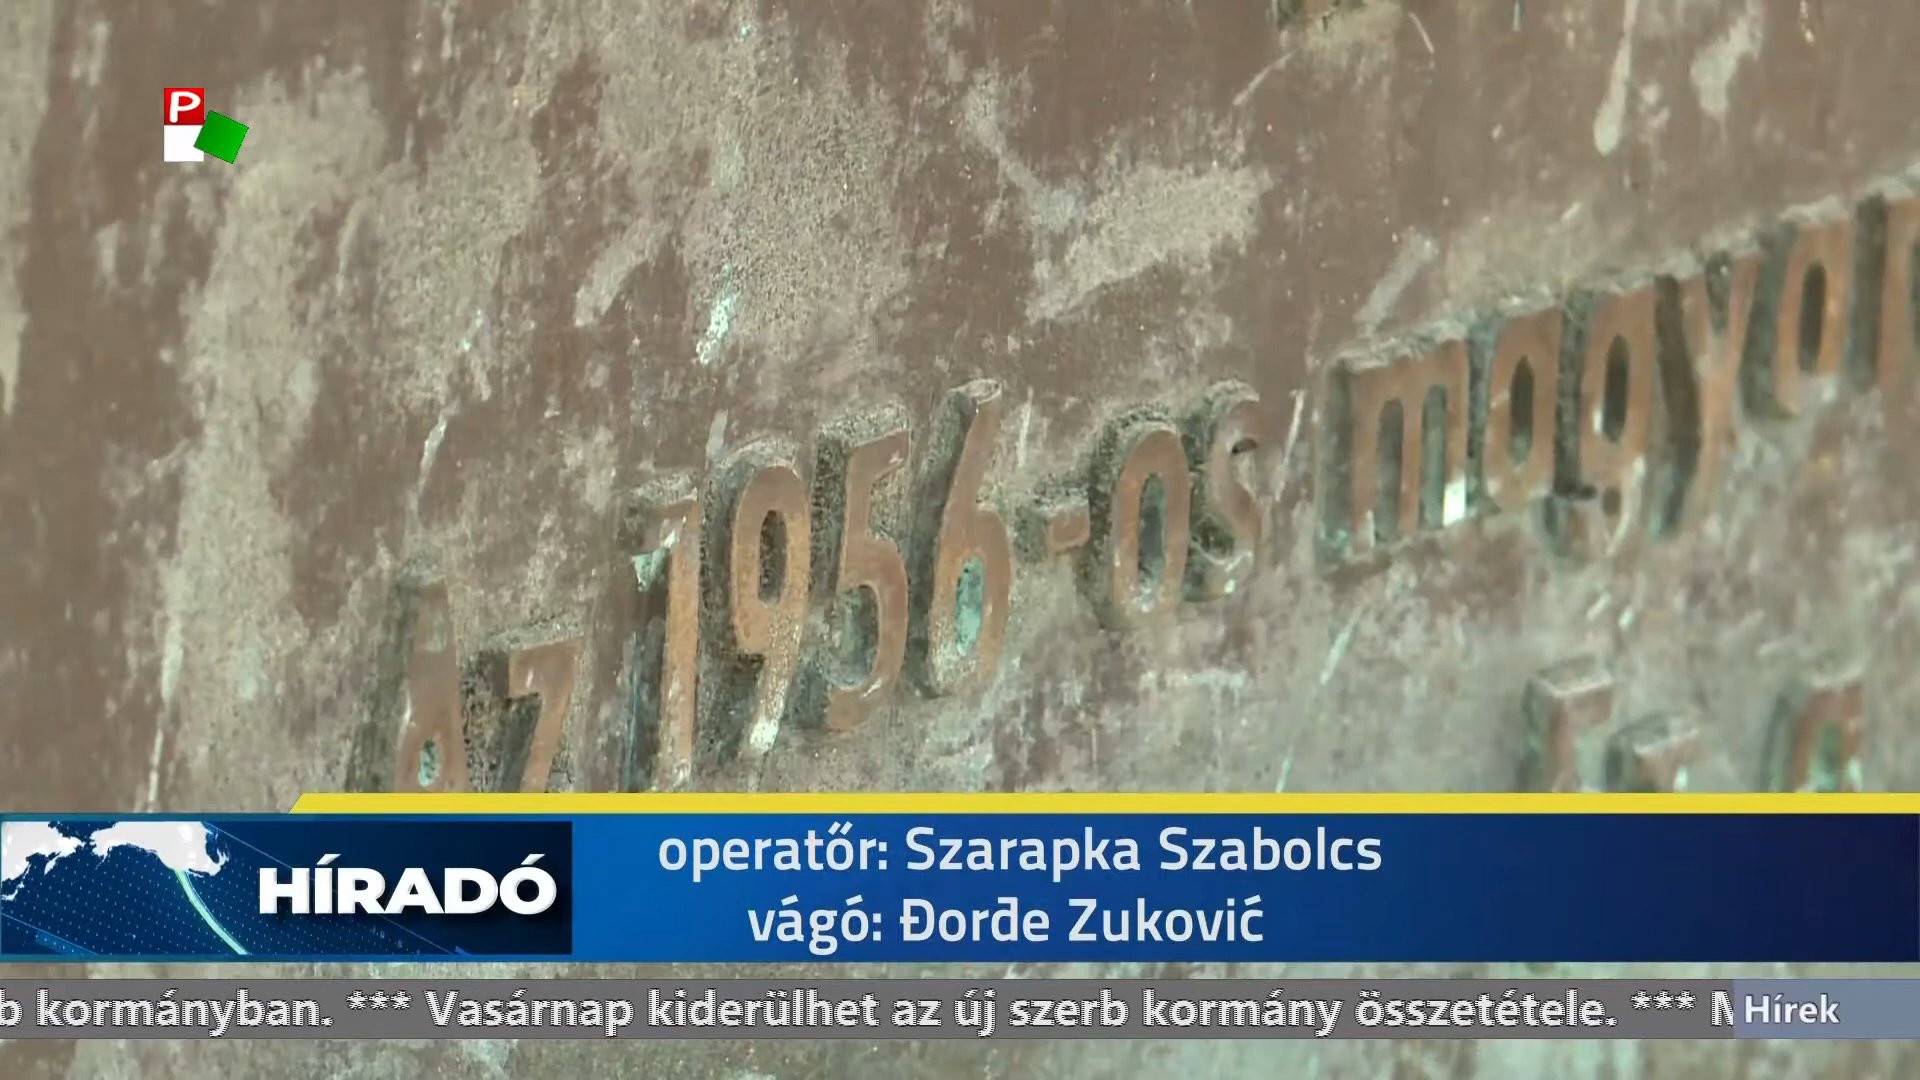 P
Az 1956-os magyar
HÍRADÓ
operatőr: Szarapka Szabolcs
vágó: Đorđe Zuković
b kormányban. *** Vasárnap kiderülhet az új szerb kormány összetétele. *** M
Hírek